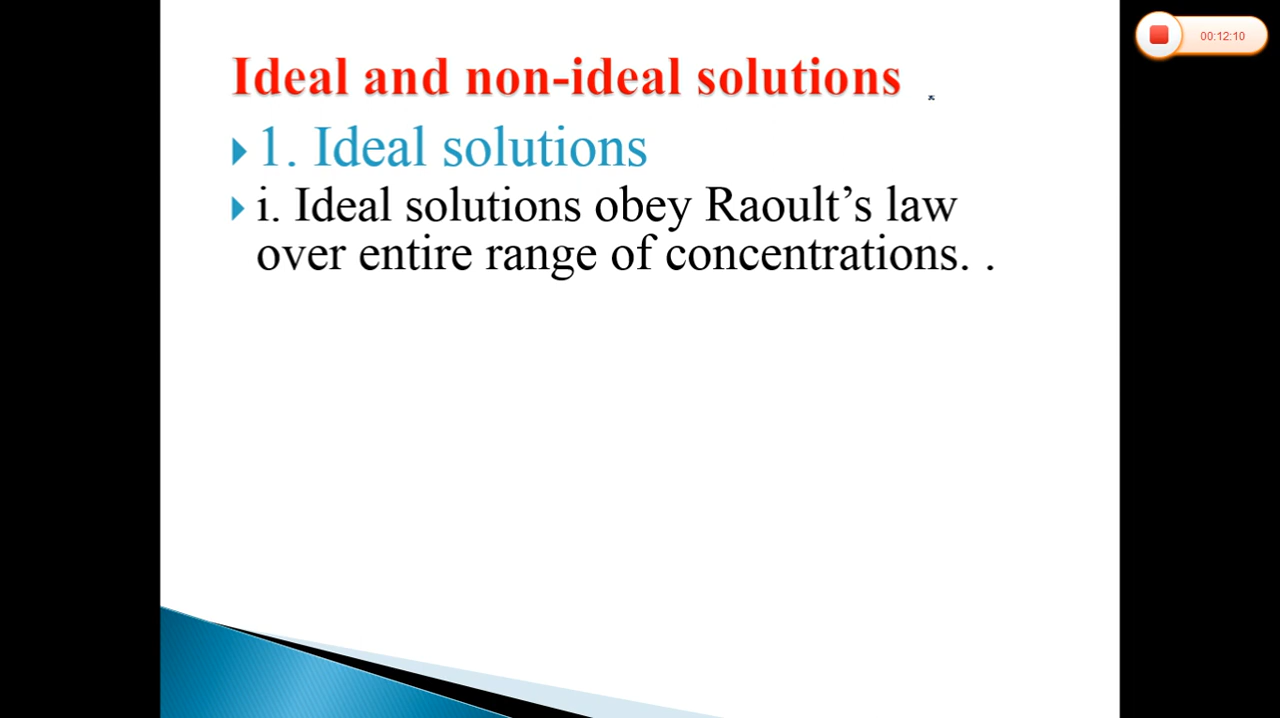 00:12:10
Ideal and non-ideal solutions
1. Ideal solutions
i. Ideal solutions obey Raoult’s law
over entire range of concentrations. .